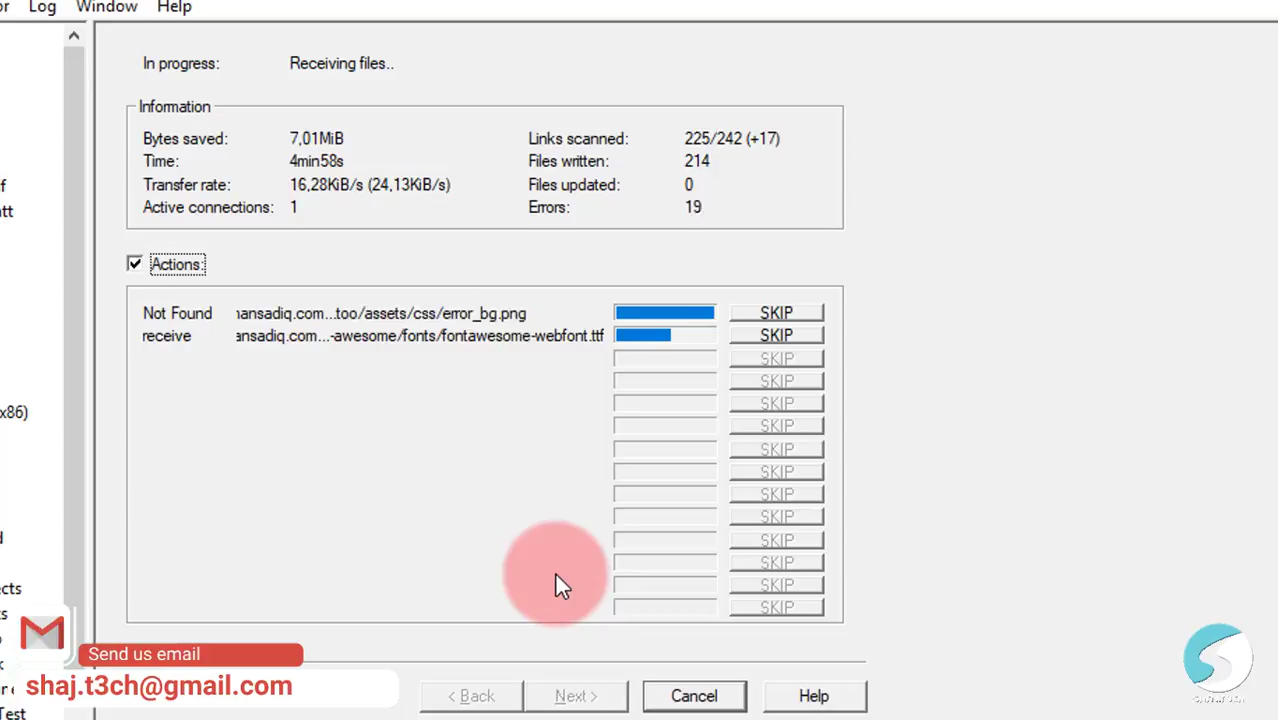 Log Window Help
In progress: Receiving files..
Information
Bytes saved: 7,01MiB Links scanned: 225/242 (+17)
Time: 4min58s Files written: 214
Transfer rate: 16,28KiB/s (24,13KiB/s) Files updated: 0
Active connections: 1 Errors: 19
Actions:
Not Found ansadiq.com...too/assets/css/error_bg.png SKIP
receive ansadiq.com...-awesome/fonts/fontawesome-webfont.ttf SKIP
SKIP
SKIP
SKIP
SKIP
SKIP
SKIP
SKIP
SKIP
SKIP
SKIP
SKIP
SKIP
x86)
Send us email
shaj.t3ch@gmail.com
< Back Next > Cancel Help
Test